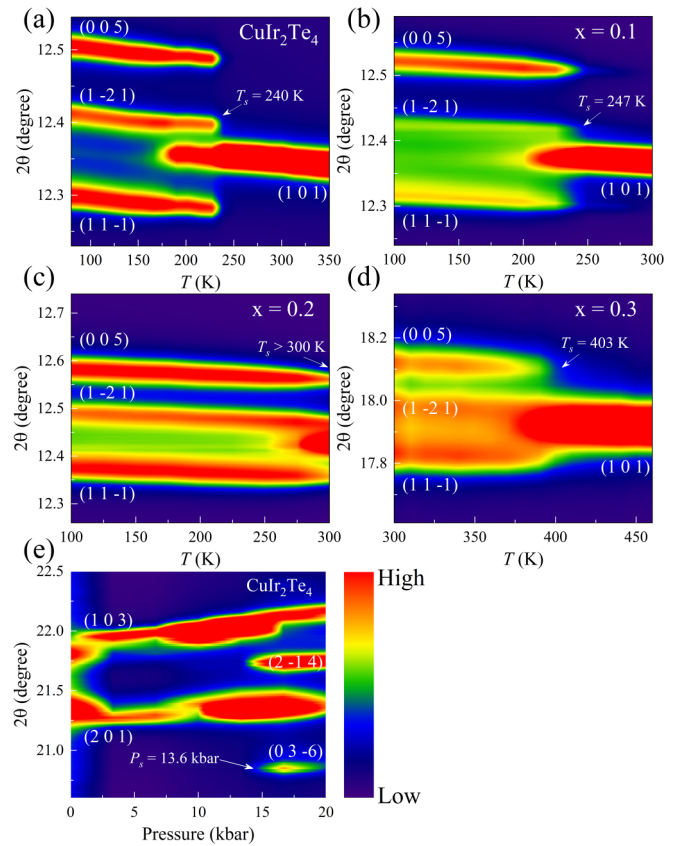 (a)
CuIr₂Te₄
(0 0 5)
Tₛ = 240 K
(1 -2 1)
(1 0 1)
(1 1 -1)
12.5
12.4
12.3
2θ (degree)
100 150 200 250 300 350
T (K)
(b)
x = 0.1
(0 0 5)
Tₛ = 247 K
(1 -2 1)
(1 0 1)
(1 1 -1)
12.5
12.4
12.3
2θ (degree)
100 150 200 250 300
T (K)
(c)
x = 0.2
(0 0 5)
Tₛ > 300 K
(1 -2 1)
(1 1 -1)
12.7
12.6
12.5
12.4
12.3
2θ (degree)
100 150 200 250 300
T (K)
(d)
x = 0.3
(0 0 5)
Tₛ = 403 K
(1 -2 1)
(1 1 -1)
(1 0 1)
18.2
18.0
17.8
2θ (degree)
300 350 400 450
T (K)
(e)
CuIr₂Te₄
(1 0 3)
(2 -1 4)
(2 0 1)
(0 3 -6)
Pₛ = 13.6 kbar
22.5
22.0
21.5
21.0
2θ (degree)
0 5 10 15 20
Pressure (kbar)
High
Low